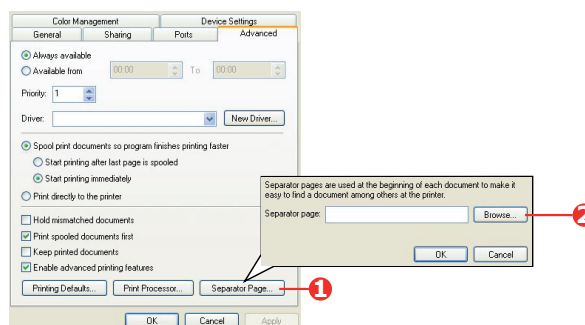 Color Management Device Settings
General Sharing Ports Advanced
Always available
Available from 00:00 To 00:00
Priority: 1
Driver: New Driver...
Spool print documents so program finishes printing faster
Start printing after last page is spooled
Start printing immediately
Print directly to the printer
Hold mismatched documents
Print spooled documents first
Keep printed documents
Enable advanced printing features
Printing Defaults... Print Processor... Separator Page... 1
OK Cancel Apply
Separator pages are used at the beginning of each document to make it
easy to find a document among others at the printer.
Separator page: Browse... 2
OK Cancel